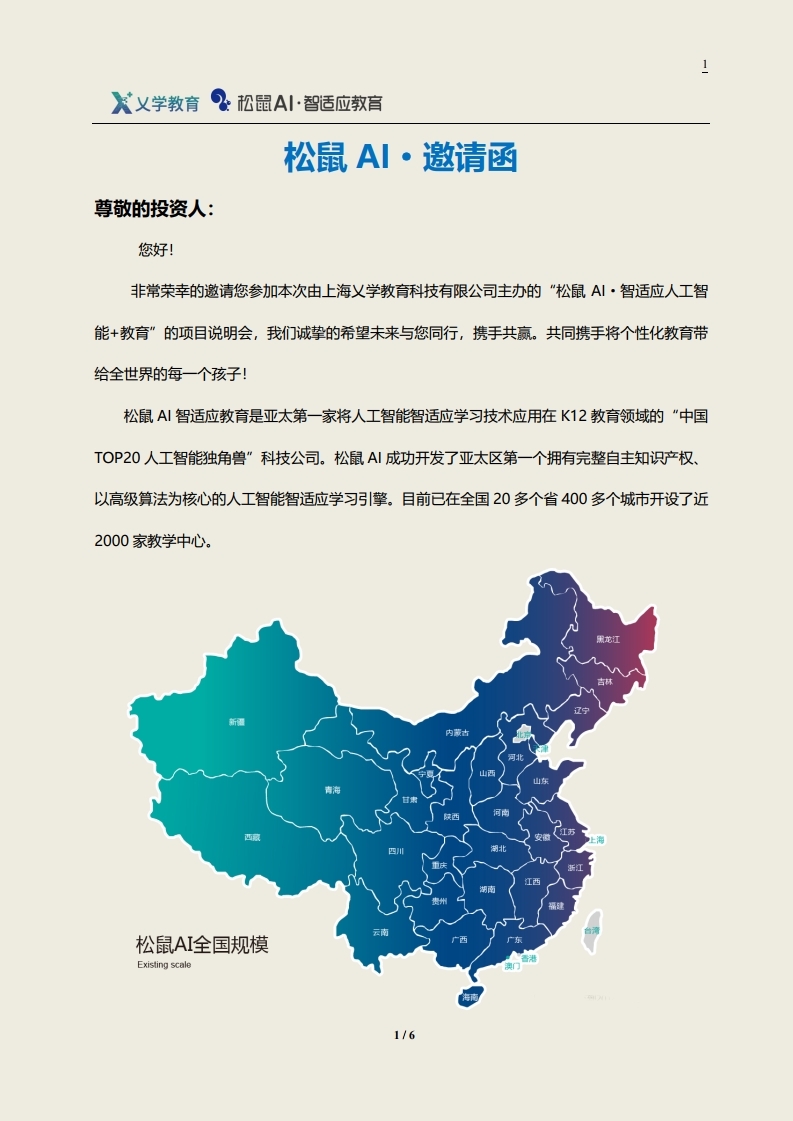 1
乂学教育 松鼠AI·智适应教育
松鼠 AI·邀请函
尊敬的投资人：
您好！
非常荣幸的邀请您参加本次由上海乂学教育科技有限公司主办的“松鼠 AI·智适应人工智
能+教育”的项目说明会，我们诚挚的希望未来与您同行，携手共赢。共同携手将个性化教育带
给全世界的每一个孩子！
松鼠 AI 智适应教育是亚太第一家将人工智能智适应学习技术应用在 K12 教育领域的“中国
TOP20 人工智能独角兽”科技公司。松鼠 AI 成功开发了亚太区第一个拥有完整自主知识产权、
以高级算法为核心的人工智能智适应学习引擎。目前已在全国 20 多个省 400 多个城市开设了近
2000 家教学中心。
黑龙江
吉林
辽宁
新疆
内蒙古
北京
天津
河北
宁夏
山西
山东
青海
甘肃
河南
陕西
江苏
安徽
上海
西藏
四川
湖北
重庆
浙江
江西
湖南
贵州
福建
云南
广西
广东
台湾
香港
澳门
海南
松鼠AI全国规模
Existing scale
1 / 6